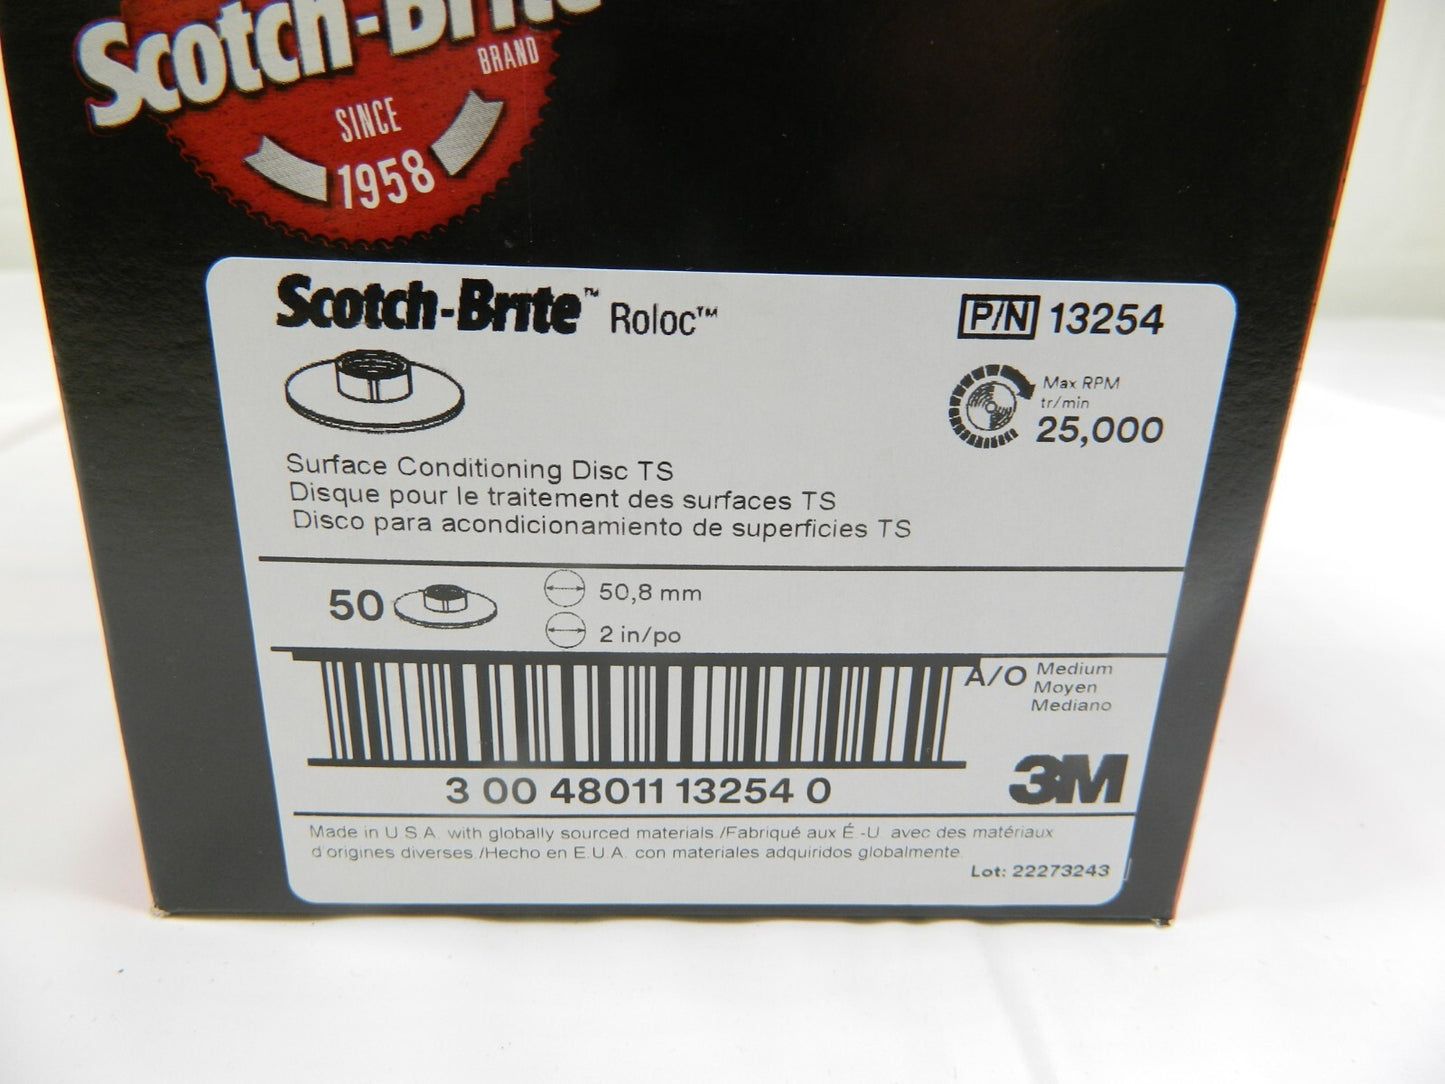 Scotch-Brite
BRAND
SINCE
1958
Scotch-Brite™ Roloc™
P/N 13254
Max RPM
tr/min
25,000
Surface Conditioning Disc TS
Disque pour le traitement des surfaces TS
Disco para acondicionamiento de superficies TS
50
50,8 mm
2 in/po
A/O Medium
Moyen
Mediano
3 00 48011 13254 0
3M
Made in U.S.A. with globally sourced materials./Fabriqué aux É.-U. avec des matériaux
d'origines diverses./Hecho en E.U.A. con materiales adquiridos globalmente.
Lot: 22273243